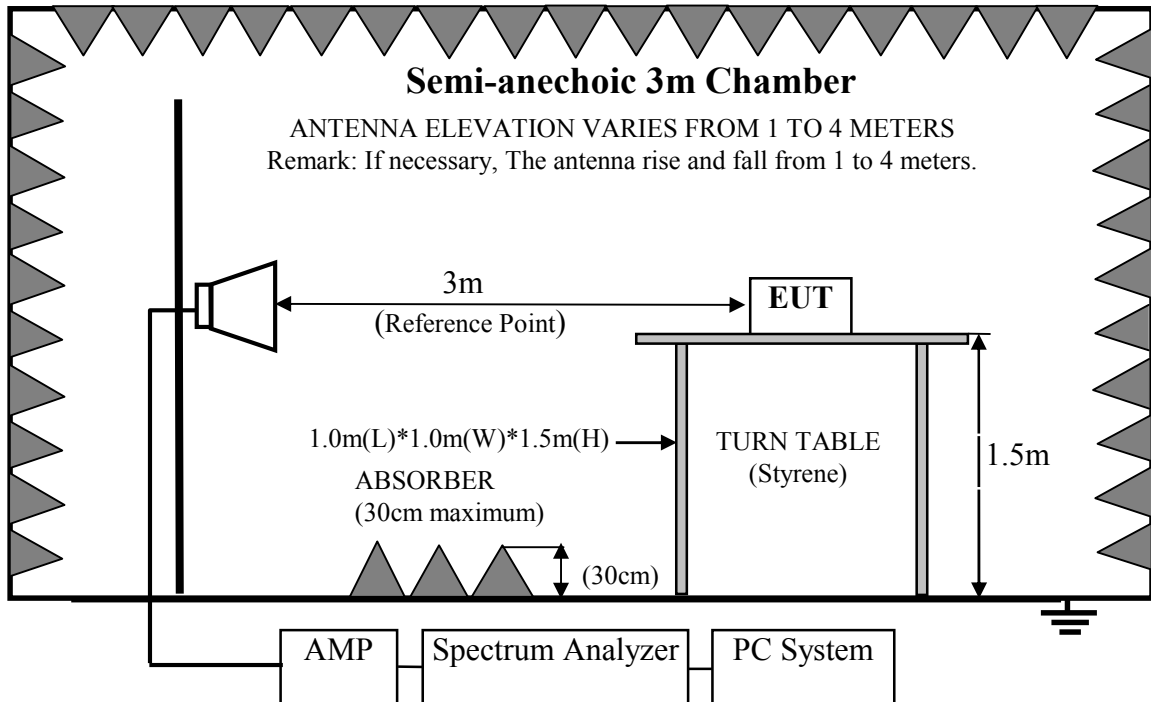 Semi-anechoic 3m Chamber
ANTENNA ELEVATION VARIES FROM 1 TO 4 METERS
Remark: If necessary, The antenna rise and fall from 1 to 4 meters.
3m
(Reference Point)
EUT
1.0m(L)*1.0m(W)*1.5m(H)
TURN TABLE
(Styrene)
1.5m
ABSORBER
(30cm maximum)
(30cm)
AMP
Spectrum Analyzer
PC System